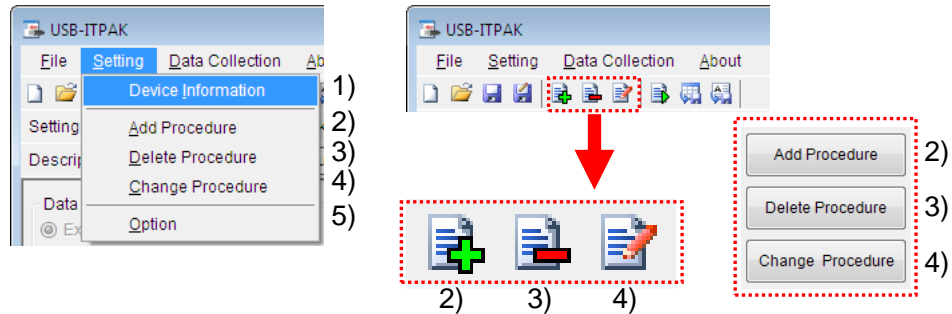 USB-ITPAK
File Setting Data Collection Ab
Device Information 1)
Setting Add Procedure 2)
Descrip Delete Procedure 3)
Data Change Procedure 4)
Ex Option 5)
USB-ITPAK
File Setting Data Collection About
Add Procedure 2)
Delete Procedure 3)
Change Procedure 4)
2) 3) 4)